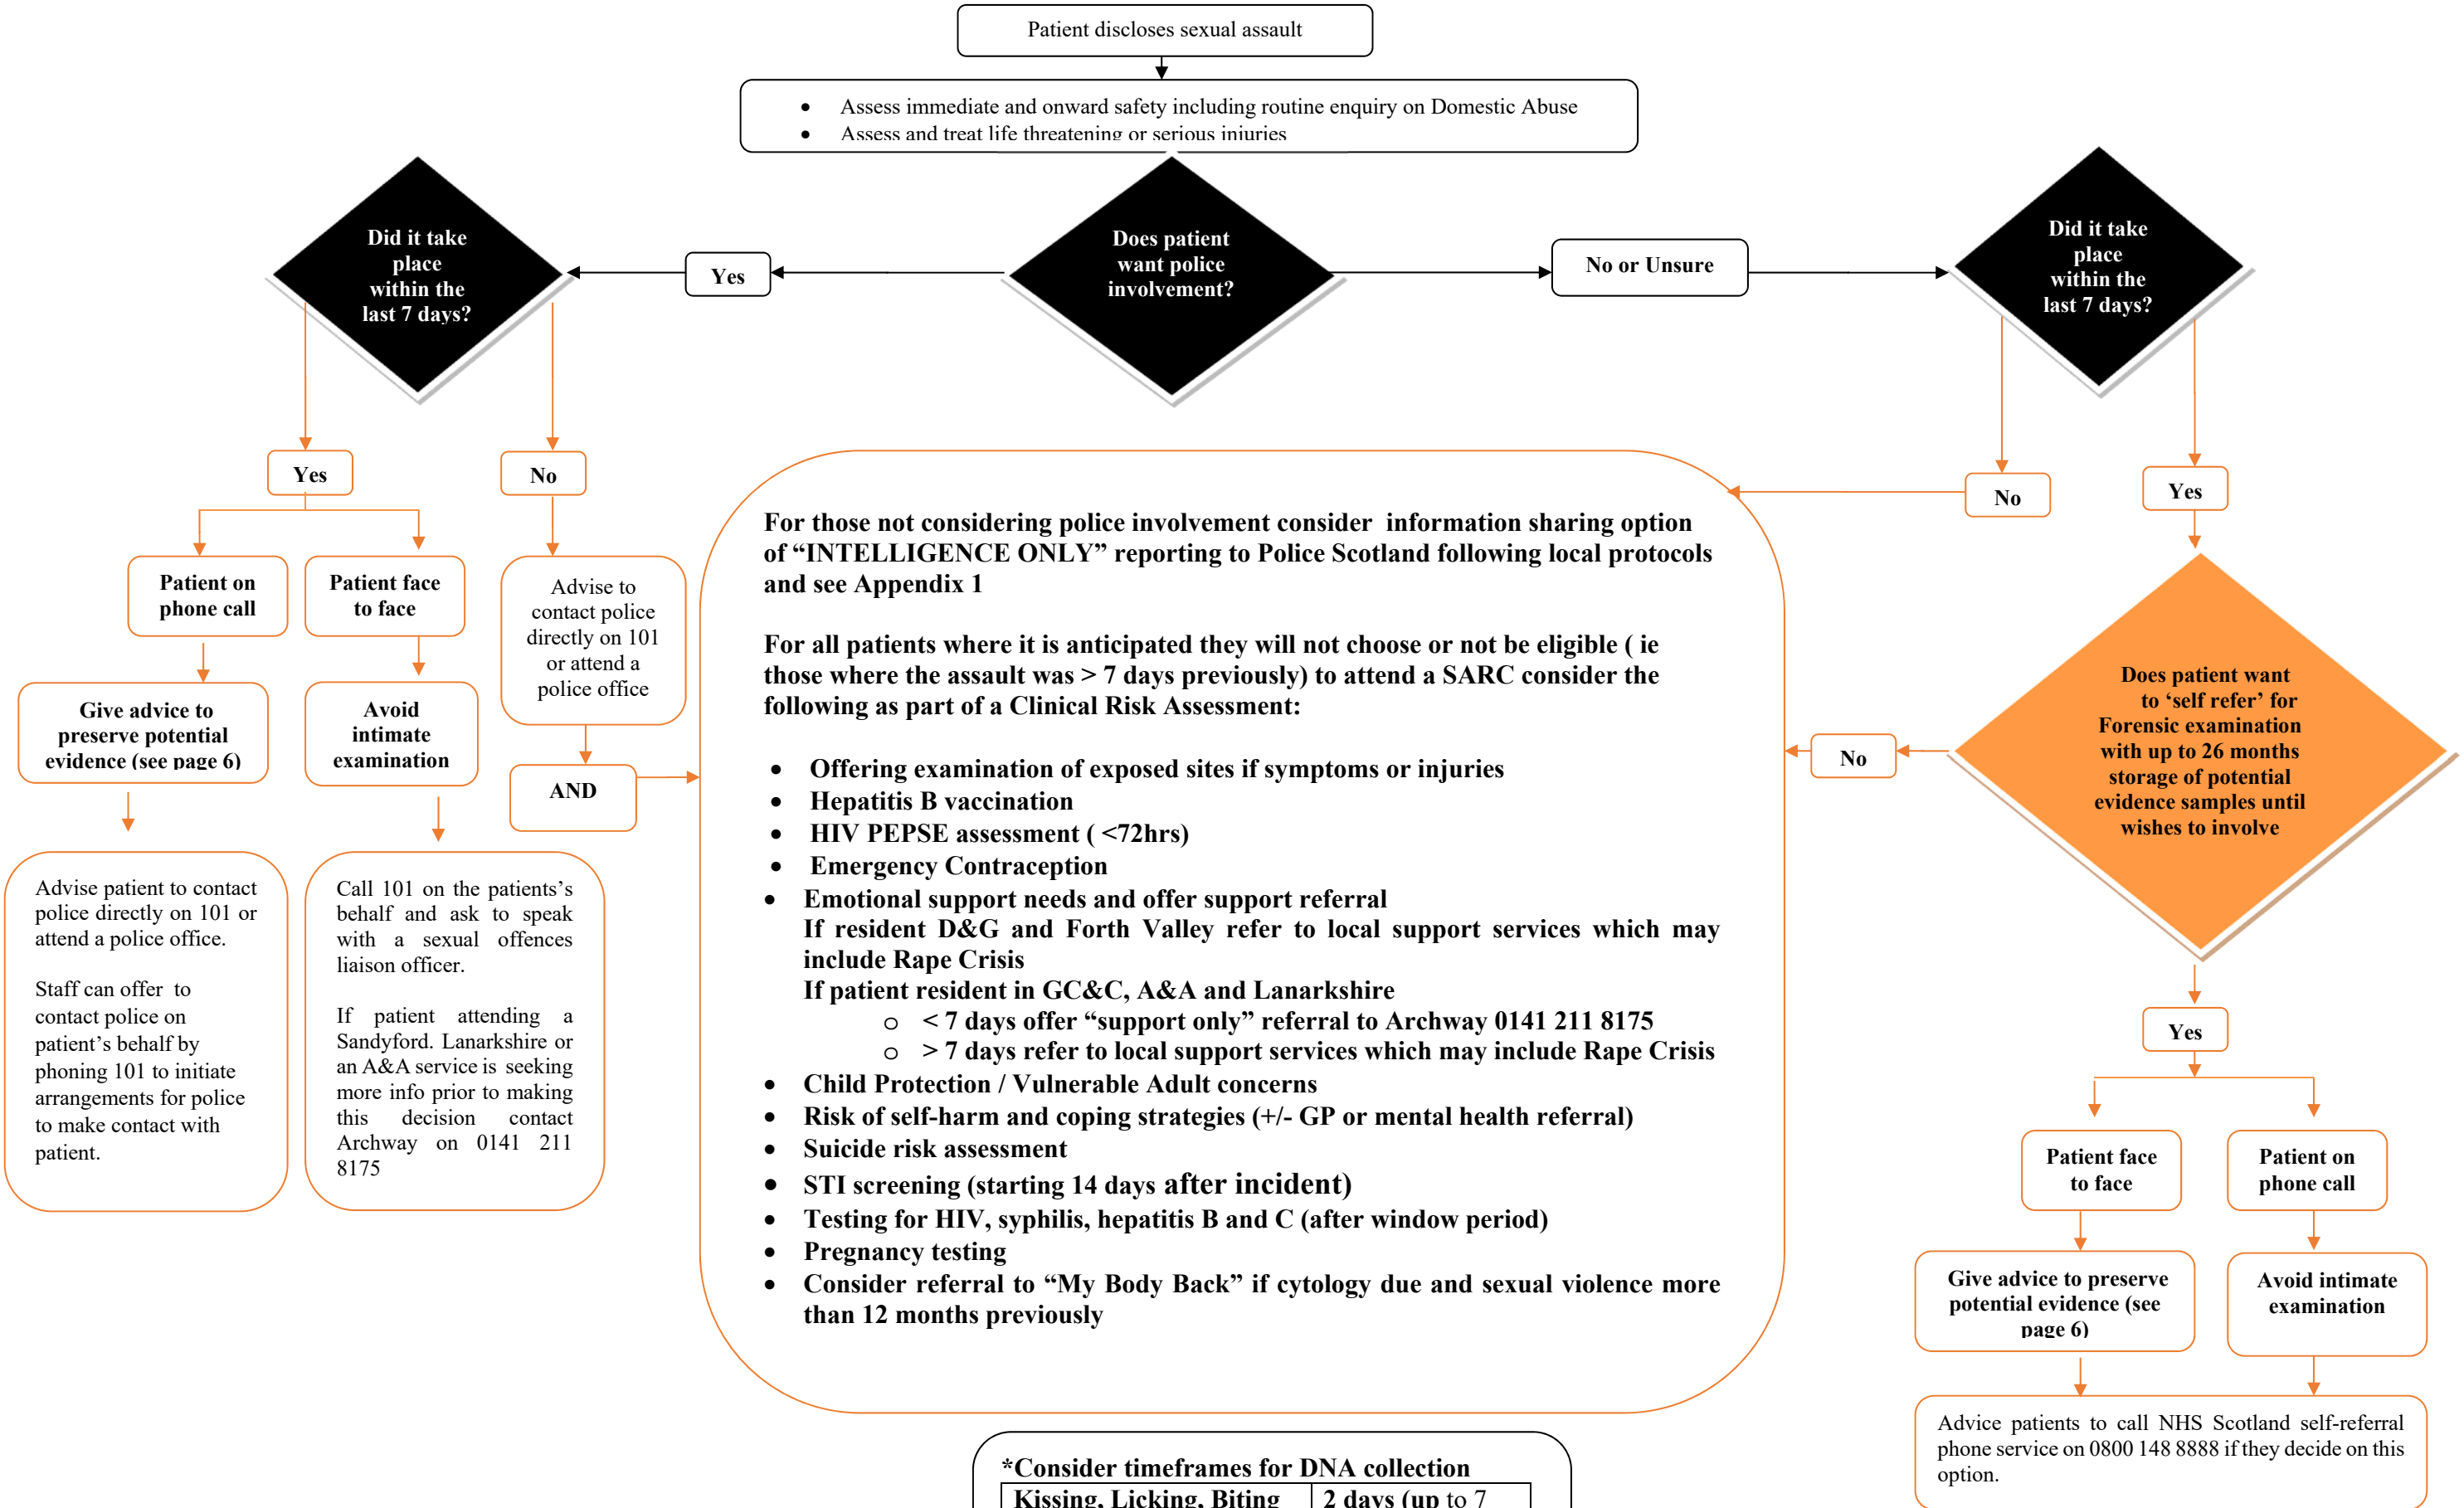 Patient discloses sexual assault
• Assess immediate and onward safety including routine enquiry on Domestic Abuse
• Assess and treat life threatening or serious injuries
Did it take
place
within the
last 7 days?
Yes
Does patient
want police
involvement?
No or Unsure
Did it take
place
within the
last 7 days?
Yes
No
Patient on
phone call
Patient face
to face
Advise to
contact police
directly on 101
or attend a
police office
Give advice to
preserve potential
evidence (see page 6)
Avoid
intimate
examination
AND
Advise patient to contact
police directly on 101 or
attend a police office.
Staff can offer to
contact police on
patient's behalf by
phoning 101 to initiate
arrangements for police
to make contact with
patient.
Call 101 on the patients's
behalf and ask to speak
with a sexual offences
liaison officer.
If patient attending a
Sandyford. Lanarkshire or
an A&A service is seeking
more info prior to making
this decision contact
Archway on 0141 211
8175
For those not considering police involvement consider information sharing option
of “INTELLIGENCE ONLY” reporting to Police Scotland following local protocols
and see Appendix 1
For all patients where it is anticipated they will not choose or not be eligible ( ie
those where the assault was > 7 days previously) to attend a SARC consider the
following as part of a Clinical Risk Assessment:
• Offering examination of exposed sites if symptoms or injuries
• Hepatitis B vaccination
• HIV PEPSE assessment ( <72hrs)
• Emergency Contraception
• Emotional support needs and offer support referral
If resident D&G and Forth Valley refer to local support services which may
include Rape Crisis
If patient resident in GC&C, A&A and Lanarkshire
o < 7 days offer “support only” referral to Archway 0141 211 8175
o > 7 days refer to local support services which may include Rape Crisis
• Child Protection / Vulnerable Adult concerns
• Risk of self-harm and coping strategies (+/- GP or mental health referral)
• Suicide risk assessment
• STI screening (starting 14 days after incident)
• Testing for HIV, syphilis, hepatitis B and C (after window period)
• Pregnancy testing
• Consider referral to “My Body Back” if cytology due and sexual violence more
than 12 months previously
No
Yes
No
Does patient want
to ‘self refer’ for
Forensic examination
with up to 26 months
storage of potential
evidence samples until
wishes to involve
Yes
Patient face
to face
Patient on
phone call
Give advice to preserve
potential evidence (see
page 6)
Avoid intimate
examination
Advice patients to call NHS Scotland self-referral
phone service on 0800 148 8888 if they decide on this
option.
*Consider timeframes for DNA collection
Kissing, Licking, Biting
2 days (up to 7